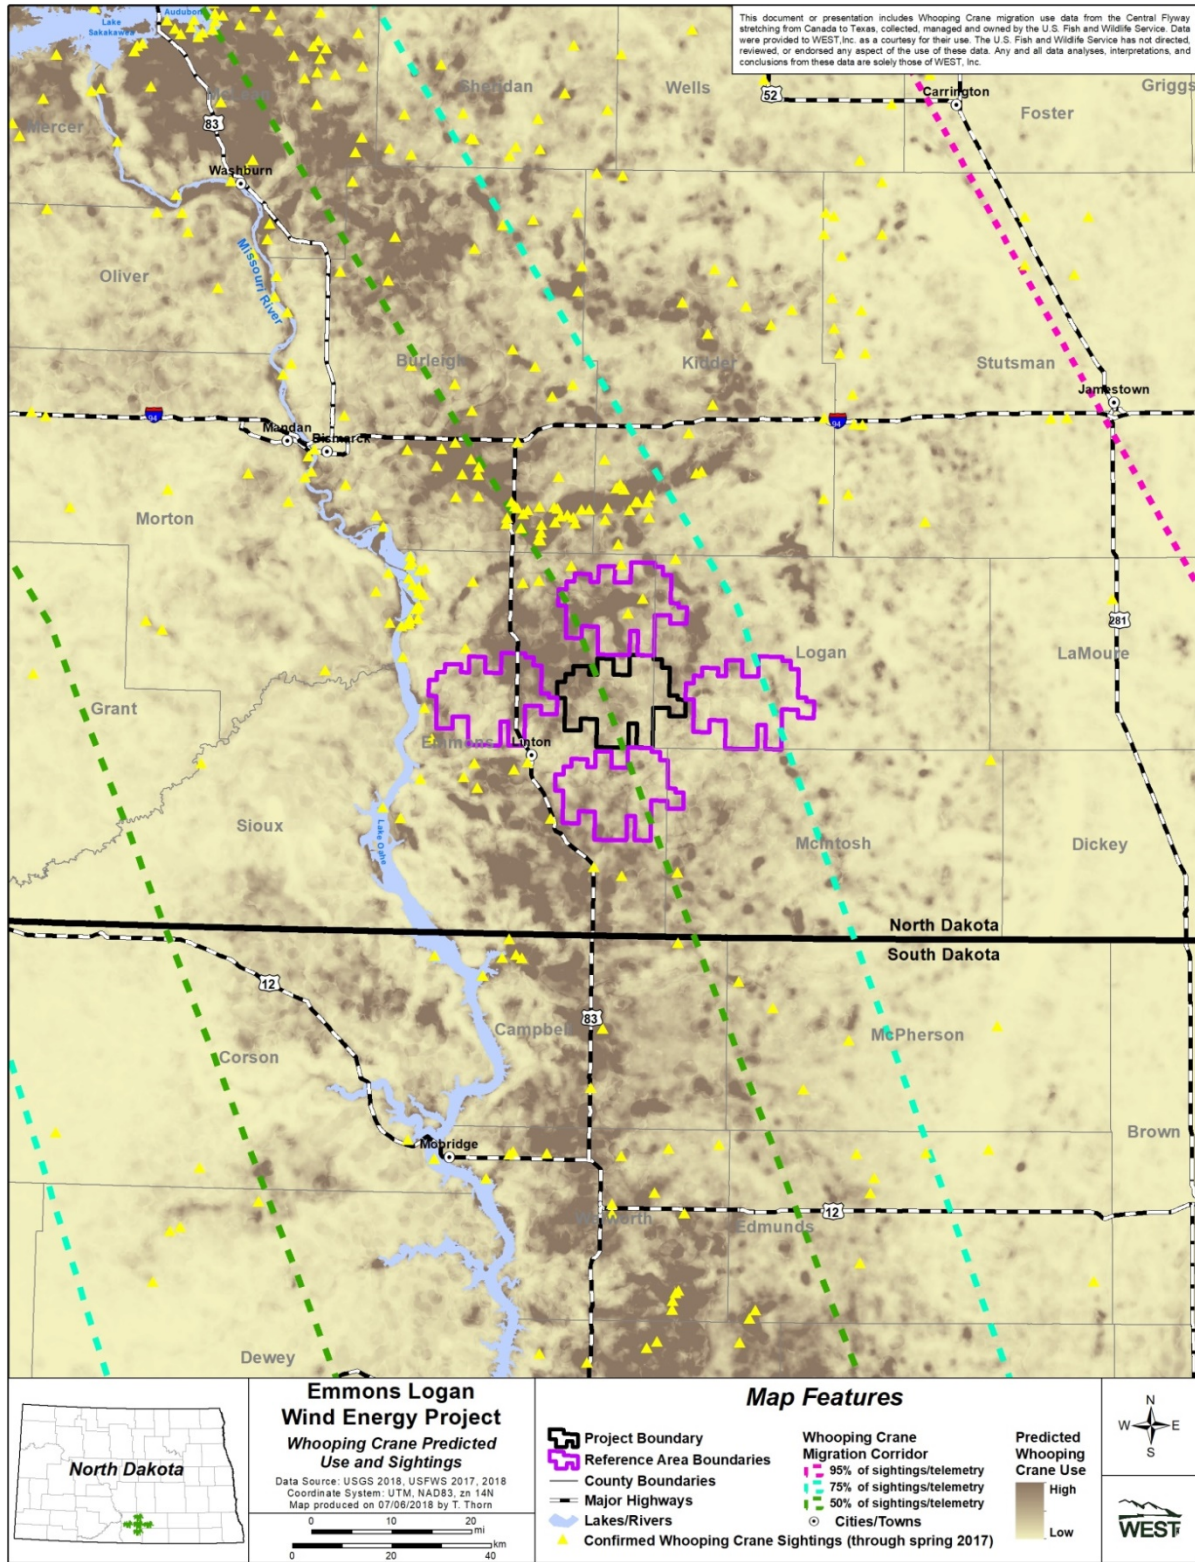 This document or presentation includes Whooping Crane migration use data from the Central Flyway
stretching from Canada to Texas, collected, managed and owned by the U.S. Fish and Wildlife Service. Data
were provided to WEST, Inc. as a courtesy for their use. The U.S. Fish and Wildlife Service has not directed,
reviewed, or endorsed any aspect of the use of these data. Any and all data analyses, interpretations, and
conclusions from these data are solely those of WEST, Inc.
Lake
Sakakawea
Audubon
Sheridan
Wells
52
Carrington
Griggs
Foster
McLean
Mercer
83
Washburn
Oliver
Missouri River
Burleigh
Kidder
Stutsman
Jamestown
94
Mandan
Bismarck
94
Morton
281
Logan
LaMoure
Grant
Emmons
Linton
Sioux
Lake Oahe
McIntosh
Dickey
North Dakota
South Dakota
12
Campbell
83
McPherson
Corson
Mobridge
Brown
Walworth
12
Edmunds
Dewey
North Dakota
Emmons Logan
Wind Energy Project
Whooping Crane Predicted
Use and Sightings
Data Source: USGS 2018, USFWS 2017, 2018
Coordinate System: UTM, NAD83, zn 14N
Map produced on 07/06/2018 by T. Thorn
0 10 20
mi
km
0 20 40
Map Features
Project Boundary
Reference Area Boundaries
County Boundaries
Major Highways
Lakes/Rivers
Confirmed Whooping Crane Sightings (through spring 2017)
Whooping Crane
Migration Corridor
95% of sightings/telemetry
75% of sightings/telemetry
50% of sightings/telemetry
Cities/Towns
Predicted
Whooping
Crane Use
High
Low
N
W E
S
WEST